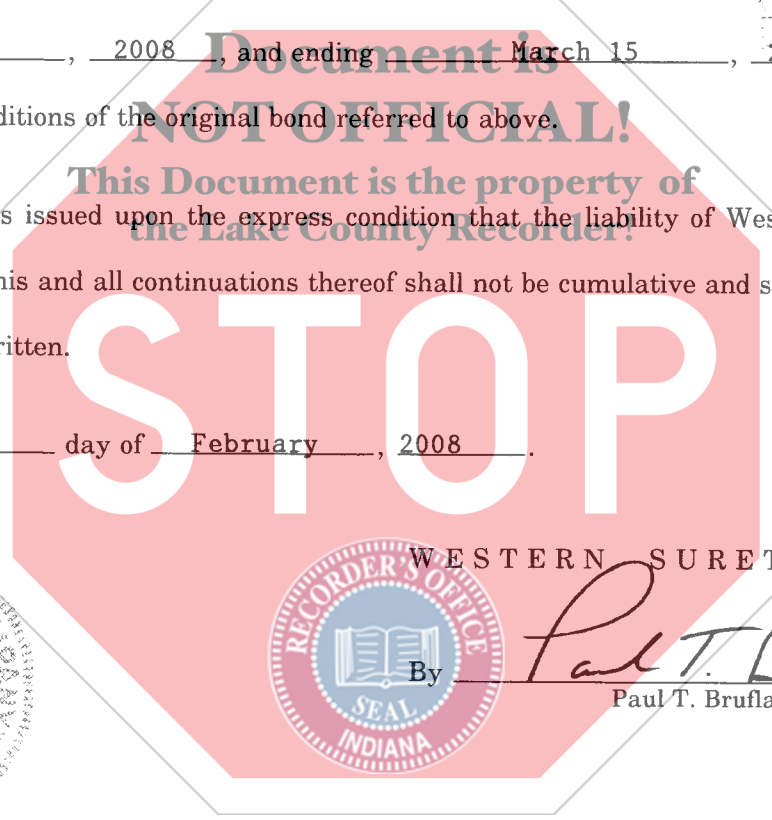 , 2008 , and ending March 15 ,
Document is
ditions of the original bond referred to above.
NOT OFFICIAL!
This Document is the property of
s issued upon the express condition that the liability of Wes
the Lake County Recorder!
his and all continuations thereof shall not be cumulative and s
ritten.
STOP
day of February , 2008 .
WESTERN SURET
RECORDER'S OFFICE
SEAL
INDIANA
By Paul T.
Paul T. Brufla